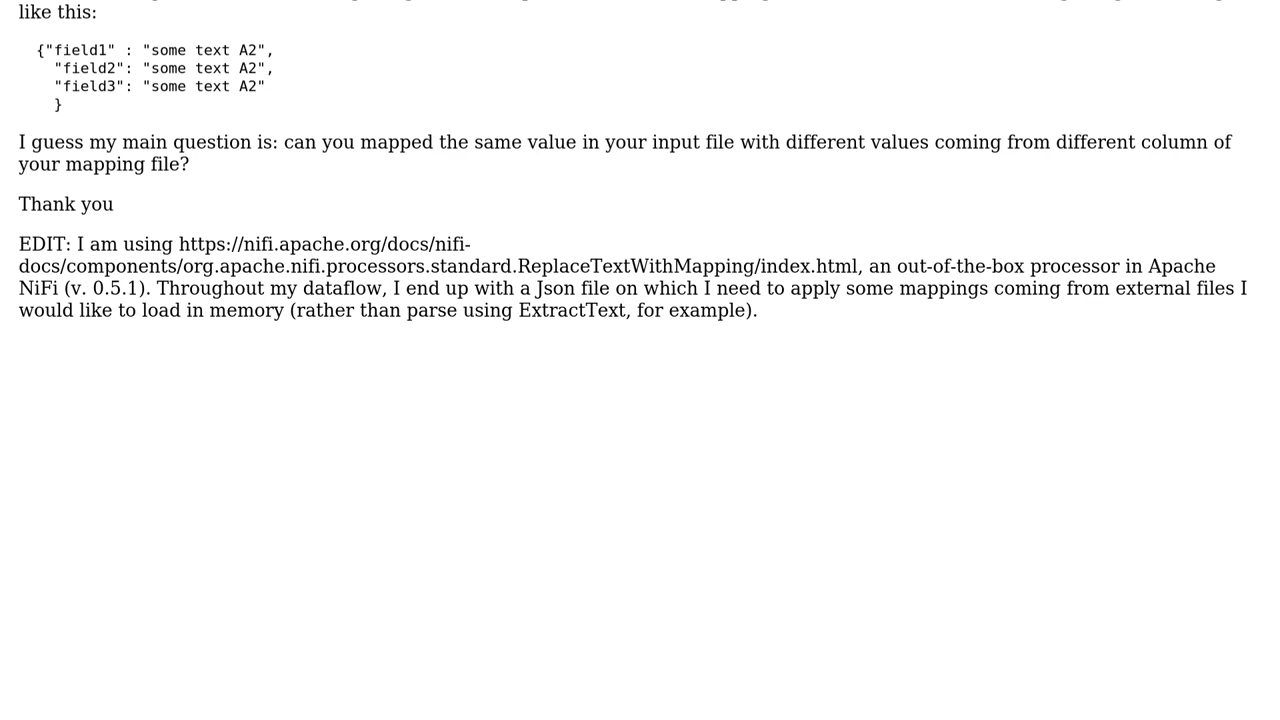 like this:
{"field1" : "some text A2",
"field2": "some text A2",
"field3": "some text A2"
}
I guess my main question is: can you mapped the same value in your input file with different values coming from different column of
your mapping file?
Thank you
EDIT: I am using https://nifi.apache.org/docs/nifi-
docs/components/org.apache.nifi.processors.standard.ReplaceTextWithMapping/index.html, an out-of-the-box processor in Apache
NiFi (v. 0.5.1). Throughout my dataflow, I end up with a Json file on which I need to apply some mappings coming from external files I
would like to load in memory (rather than parse using ExtractText, for example).